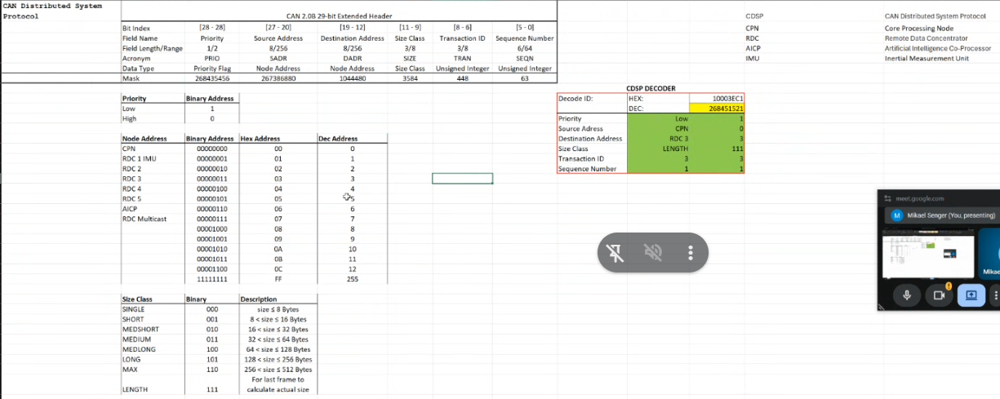 CAN Distributed System
Protocol
CAN 2.0B 29-bit Extended Header
Bit Index [28 - 28] [27 - 20] [19 - 12] [11 - 9] [8 - 6] [5 - 0]
Field Name Priority Source Address Destination Address Size Class Transaction ID Sequence Number
Field Length/Range 1/2 8/256 8/256 3/8 3/8 6/64
Acronym PRIO SADR DADR SIZE TRAN SEQN
Data Type Priority Flag Node Address Node Address Size Class Unsigned Integer Unsigned Integer
Mask 268435456 267386880 1044480 3584 448 63
CDSP CAN Distributed System Protocol
CPN Core Processing Node
RDC Remote Data Concentrator
AICP Artificial Intelligence Co-Processor
IMU Inertial Measurement Unit
Priority Binary Address
Low 1
High 0
CDSP DECODER
Decode ID: HEX: 10003EC1
DEC: 268451521
Priority Low 1
Source Adress CPN 0
Destination Address RDC 3 3
Size Class LENGTH 111
Transaction ID 3 3
Sequence Number 1 1
Node Address Binary Address Hex Address Dec Address
CPN 00000000 00 0
RDC 1 IMU 00000001 01 1
RDC 2 00000010 02 2
RDC 3 00000011 03 3
RDC 4 00000100 04 4
RDC 5 00000101 05 5
AICP 00000110 06 6
RDC Multicast 00000111 07 7
00001000 08 8
00001001 09 9
00001010 0A 10
00001011 0B 11
00001100 0C 12
11111111 FF 255
meet.google.com
M Mikael Senger (You, presenting)
Mikae
Size Class Binary Description
SINGLE 000 size ≤ 8 Bytes
SHORT 001 8 < size ≤ 16 Bytes
MEDSHORT 010 16 < size ≤ 32 Bytes
MEDIUM 011 32 < size ≤ 64 Bytes
MEDLONG 100 64 < size ≤ 128 Bytes
LONG 101 128 < size ≤ 256 Bytes
MAX 110 256 < size ≤ 512 Bytes
For last frame to
LENGTH 111 calculate actual size